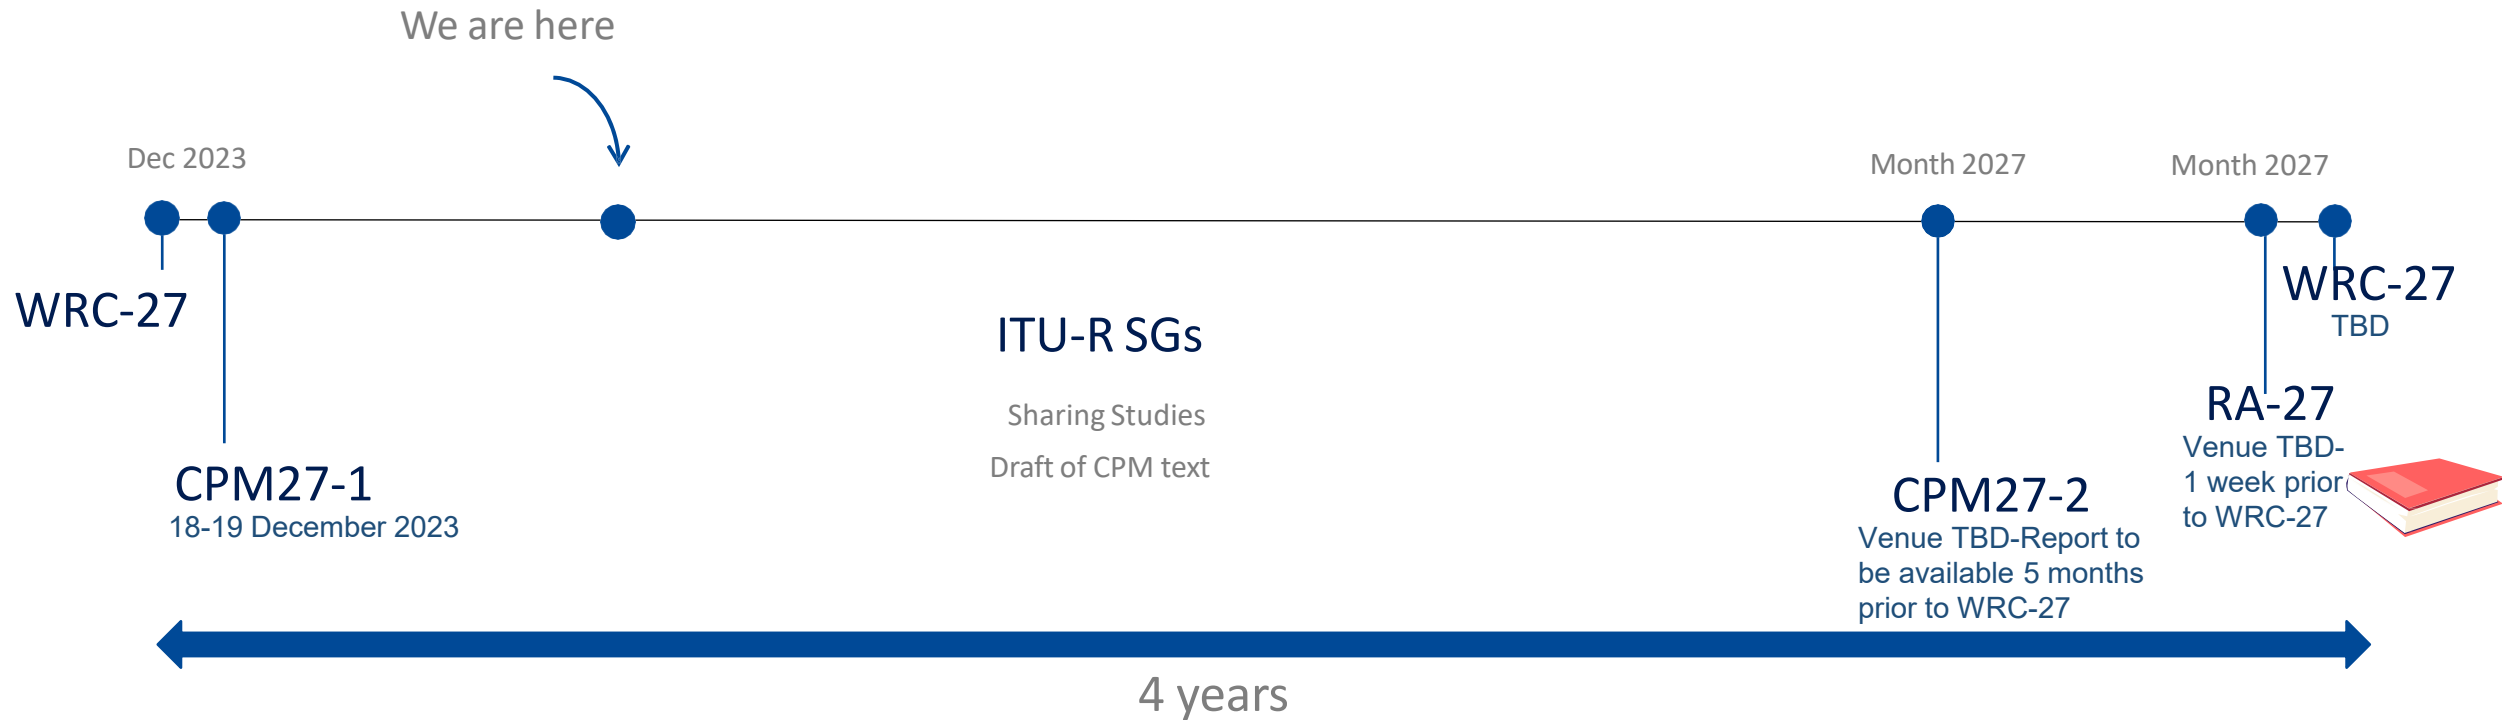 We are here
Dec 2023
Month 2027
Month 2027
WRC-27
WRC-27
TBD
ITU-R SGs
RA-27
Sharing Studies
Venue TBD-
1 week prior
to WRC-27
Draft of CPM text
CPM27-1
18-19 December 2023
CPM27-2
Venue TBD-Report to
be available 5 months
prior to WRC-27
4 years